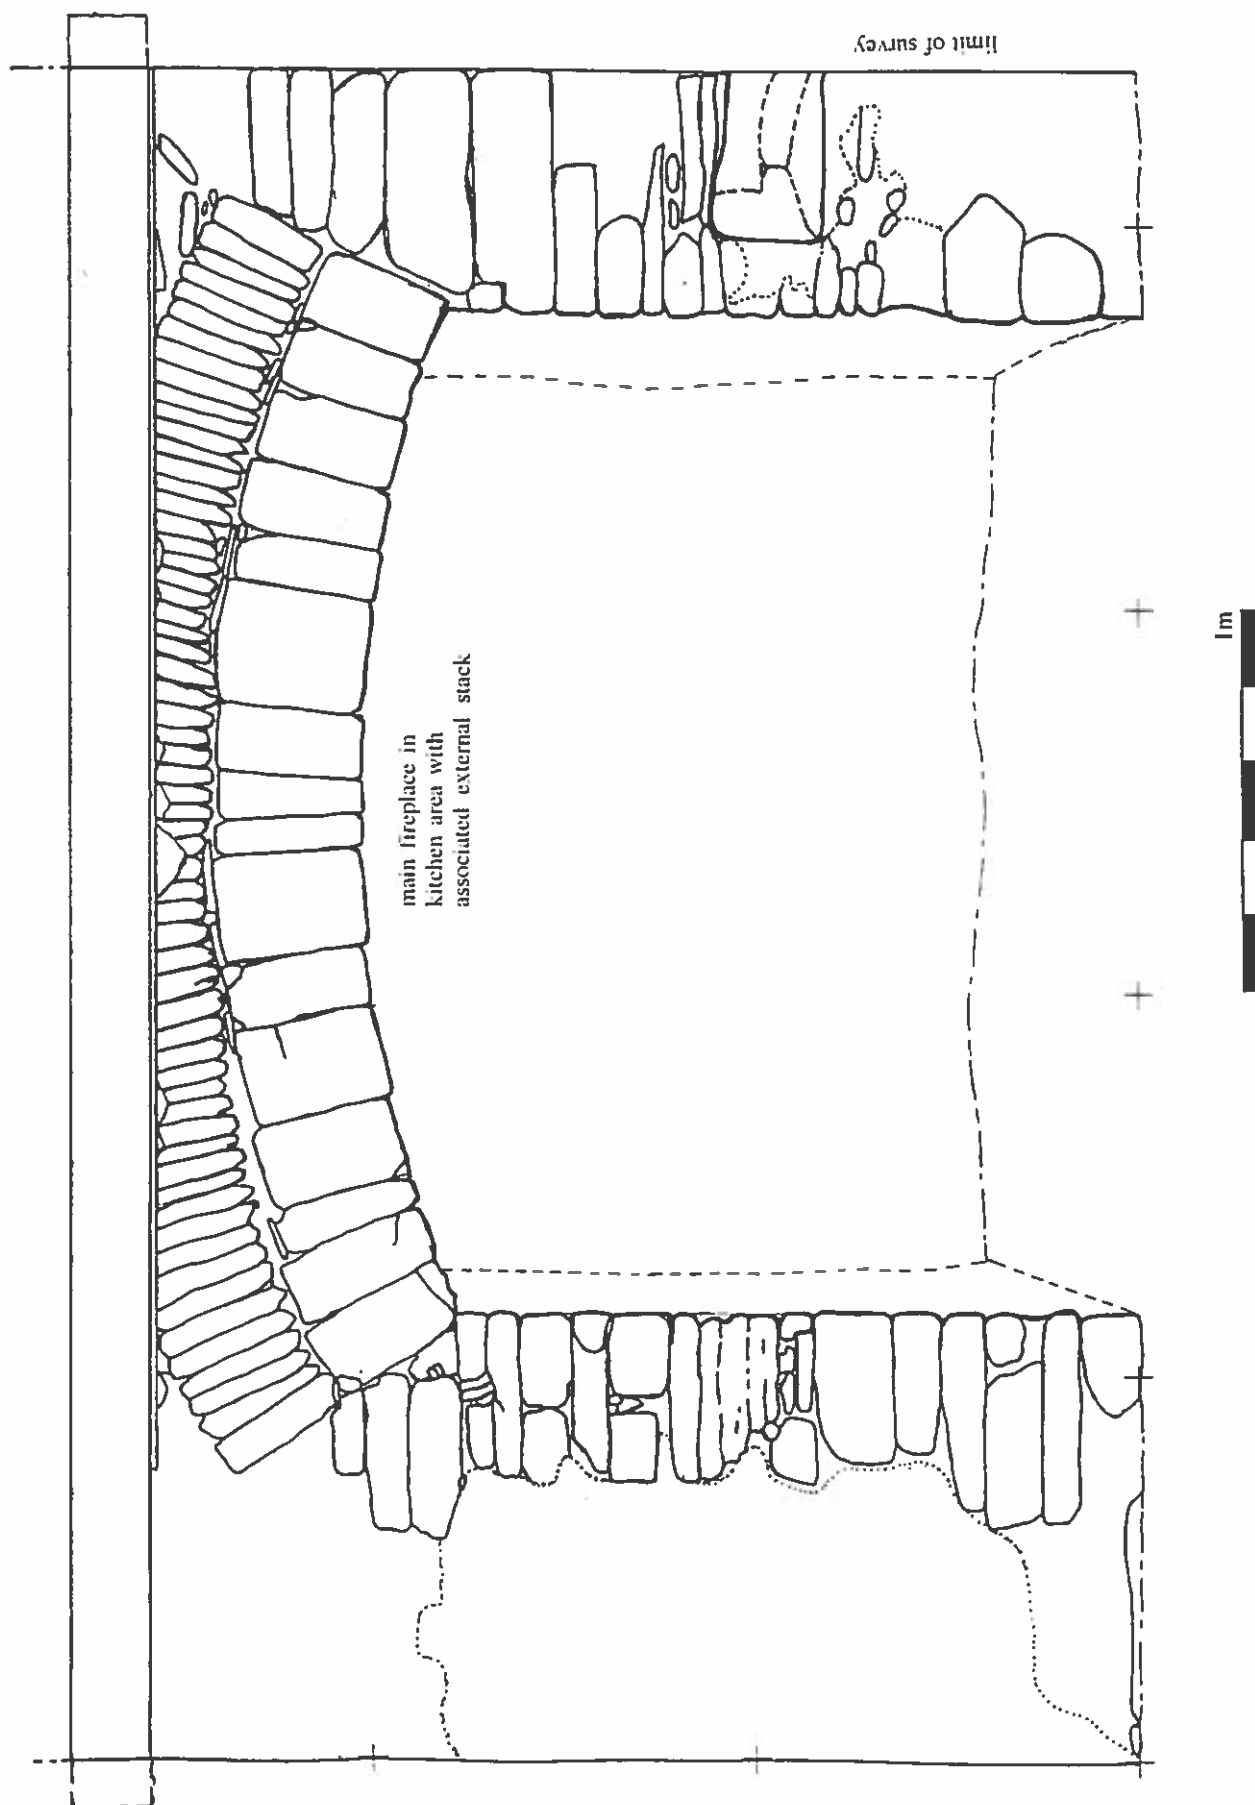 limit of survey
main fireplace in
kitchen area with
associated external stack
1m